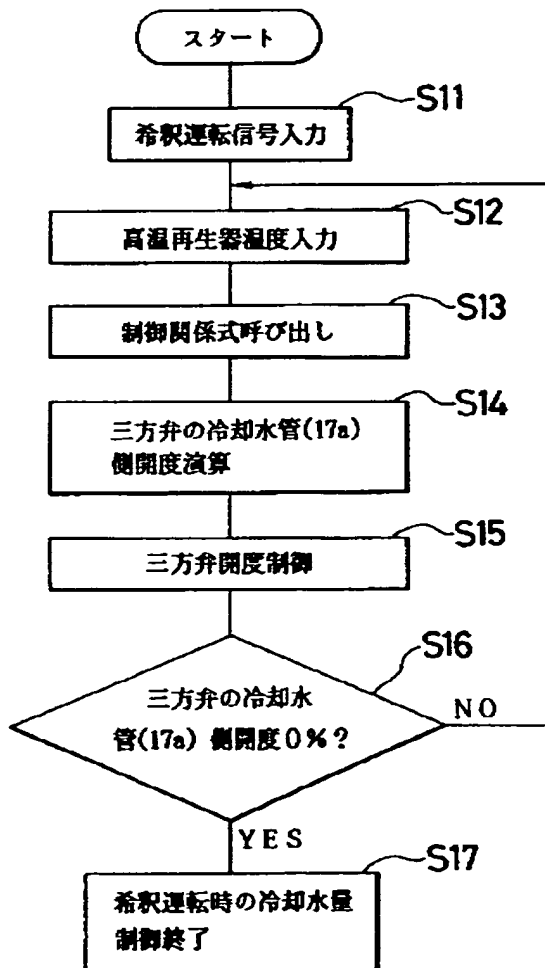 スタート
S11
希釈運転信号入力
S12
高温再生器温度入力
S13
制御関係式呼び出し
S14
三方弁の冷却水管(17a)
側開度演算
S15
三方弁開度制御
S16
三方弁の冷却水
管(17a) 側開度0%?
NO
YES
S17
希釈運転時の冷却水量
制御終了